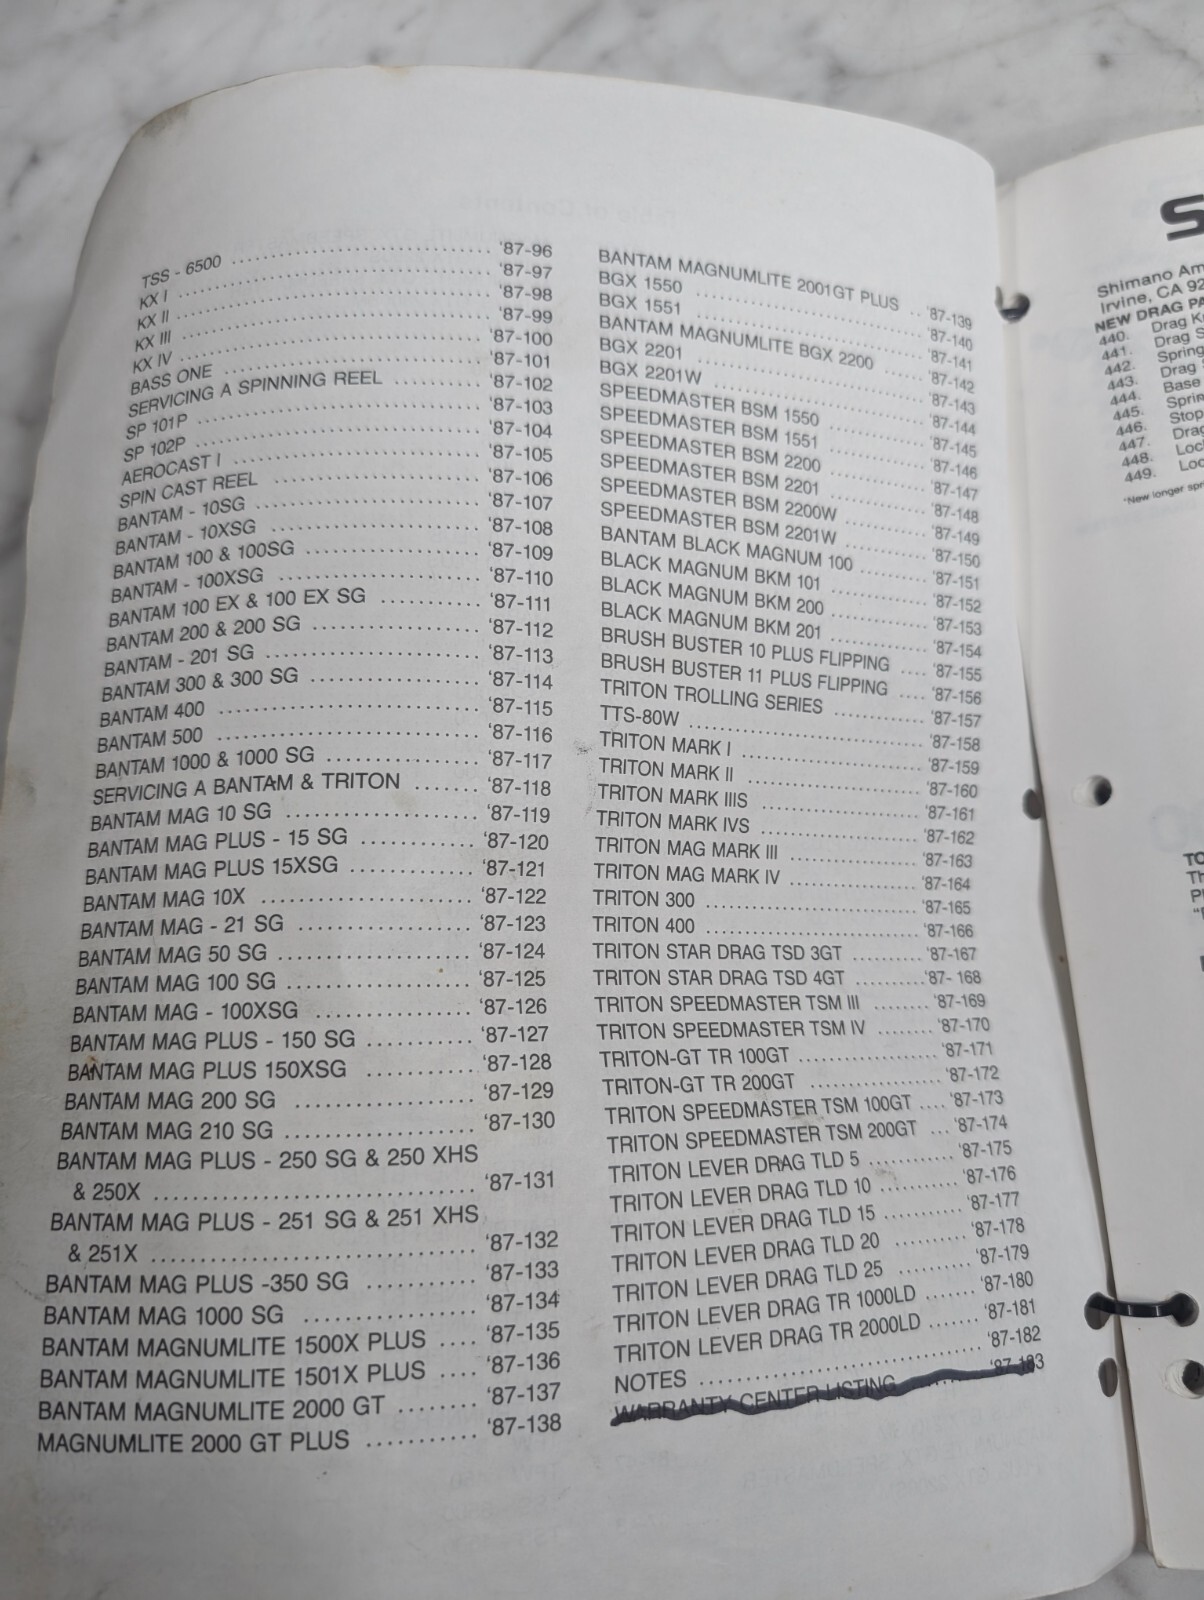 TSS - 6500 .............................. '87-96
KX I .............................. '87-97
KX II .............................. '87-98
KX III .............................. '87-99
KX IV .............................. '87-100
BASS ONE .............................. '87-101
SERVICING A SPINNING REEL .......... '87-102
SP 101P .............................. '87-103
SP 102P .............................. '87-104
AEROCAST I .............................. '87-105
SPIN CAST REEL .............................. '87-106
BANTAM - 10SG .............................. '87-107
BANTAM - 10XSG .............................. '87-108
BANTAM 100 & 100SG .................... '87-109
BANTAM - 100XSG .................... '87-110
BANTAM 100 EX & 100 EX SG ........... '87-111
BANTAM 200 & 200 SG .................. '87-112
BANTAM - 201 SG ...................... '87-113
BANTAM 300 & 300 SG .................. '87-114
BANTAM 400 ........................... '87-115
BANTAM 500 ........................... '87-116
BANTAM 1000 & 1000 SG ................ '87-117
SERVICING A BANTAM & TRITON ....... '87-118
BANTAM MAG 10 SG .................... '87-119
BANTAM MAG PLUS - 15 SG ............ '87-120
BANTAM MAG PLUS 15XSG ............. '87-121
BANTAM MAG 10X ...................... '87-122
BANTAM MAG - 21 SG .................. '87-123
BANTAM MAG 50 SG .................... '87-124
BANTAM MAG 100 SG ................... '87-125
BANTAM MAG - 100XSG ................ '87-126
BANTAM MAG PLUS - 150 SG ........... '87-127
BANTAM MAG PLUS 150XSG ........... '87-128
BANTAM MAG 200 SG .................. '87-129
BANTAM MAG 210 SG ................... '87-130
BANTAM MAG PLUS - 250 SG & 250 XHS
& 250X ................................ '87-131
BANTAM MAG PLUS - 251 SG & 251 XHS
& 251X ................................ '87-132
BANTAM MAG PLUS -350 SG ........... '87-133
BANTAM MAG 1000 SG ................. '87-134
BANTAM MAGNUMLITE 1500X PLUS .... '87-135
BANTAM MAGNUMLITE 1501X PLUS .... '87-136
BANTAM MAGNUMLITE 2000 GT ........ '87-137
MAGNUMLITE 2000 GT PLUS ........... '87-138
BANTAM MAGNUMLITE 2001GT PLUS .. '87-139
BGX 1550 .............................. '87-140
BGX 1551 .............................. '87-141
BANTAM MAGNUMLITE BGX 2200 ...... '87-142
BGX 2201 .............................. '87-143
BGX 2201W .............................. '87-144
SPEEDMASTER BSM 1550 .............. '87-145
SPEEDMASTER BSM 1551 .............. '87-146
SPEEDMASTER BSM 2200 .............. '87-147
SPEEDMASTER BSM 2201 .............. '87-148
SPEEDMASTER BSM 2200W ............. '87-149
SPEEDMASTER BSM 2201W ............. '87-150
BANTAM BLACK MAGNUM 100 .......... '87-151
BLACK MAGNUM BKM 101 .............. '87-152
BLACK MAGNUM BKM 200 .............. '87-153
BLACK MAGNUM BKM 201 .............. '87-154
BRUSH BUSTER 10 PLUS FLIPPING .... '87-155
BRUSH BUSTER 11 PLUS FLIPPING .... '87-156
TRITON TROLLING SERIES ............. '87-157
TTS-80W .............................. '87-158
TRITON MARK I ........................ '87-159
TRITON MARK II ....................... '87-160
TRITON MARK IIIS ..................... '87-161
TRITON MARK IVS ..................... '87-162
TRITON MAG MARK III ................. '87-163
TRITON MAG MARK IV .................. '87-164
TRITON 300 ........................... '87-165
TRITON 400 ........................... '87-166
TRITON STAR DRAG TSD 3GT .......... '87-167
TRITON STAR DRAG TSD 4GT .......... '87- 168
TRITON SPEEDMASTER TSM III ........ '87-169
TRITON SPEEDMASTER TSM IV ........ '87-170
TRITON-GT TR 100GT .................. '87-171
TRITON-GT TR 200GT .................. '87-172
TRITON SPEEDMASTER TSM 100GT .... '87-173
TRITON SPEEDMASTER TSM 200GT ... '87-174
TRITON LEVER DRAG TLD 5 ........... '87-175
TRITON LEVER DRAG TLD 10 .......... '87-176
TRITON LEVER DRAG TLD 15 .......... '87-177
TRITON LEVER DRAG TLD 20 ......... '87-178
TRITON LEVER DRAG TLD 25 ......... '87-179
TRITON LEVER DRAG TR 1000LD ....... '87-180
TRITON LEVER DRAG TR 2000LD ....... '87-181
NOTES .............................. '87-182
WARRANTY CENTER LISTING ........ '87-183
S
Shimano Am
Irvine, CA 92
NEW DRAG PA
440. Drag K
441. Drag S
442. Spring
443. Drag
444. Base
445. Sprin
446. Stop
447. Drag
448. Loc
449. Lo
*New longer spr
TO
Th